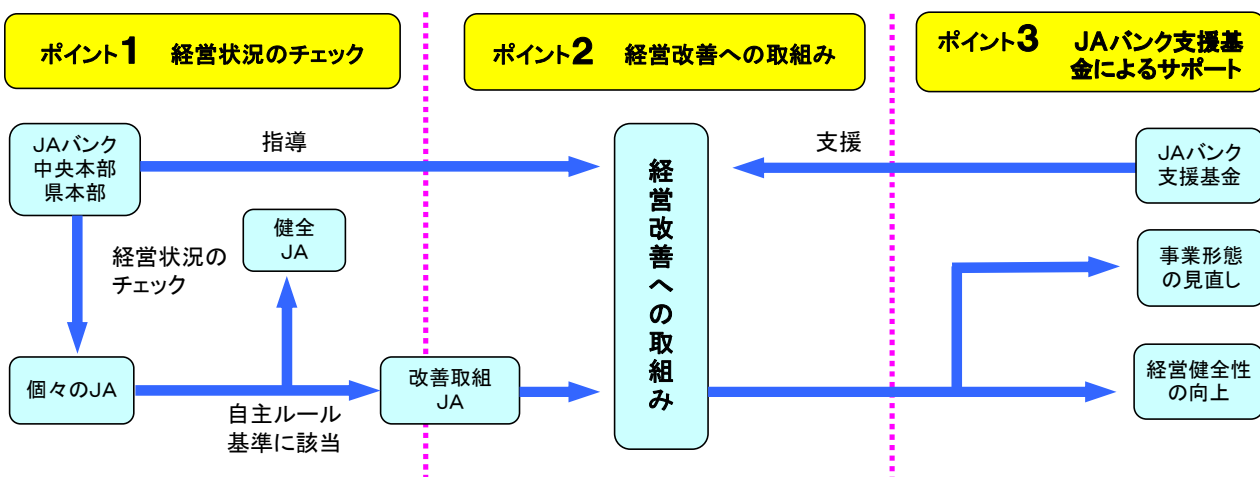 ポイント1　経営状況のチェック
ポイント2　経営改善への取組み
ポイント3　JAバンク支援基
金によるサポート
JAバンク
中央本部
県本部
指導
経営改善への取組み
支援
JAバンク
支援基金
健全
JA
経営状況の
チェック
事業形態
の見直し
個々のJA
自主ルール
基準に該当
改善取組
JA
経営健全性
の向上